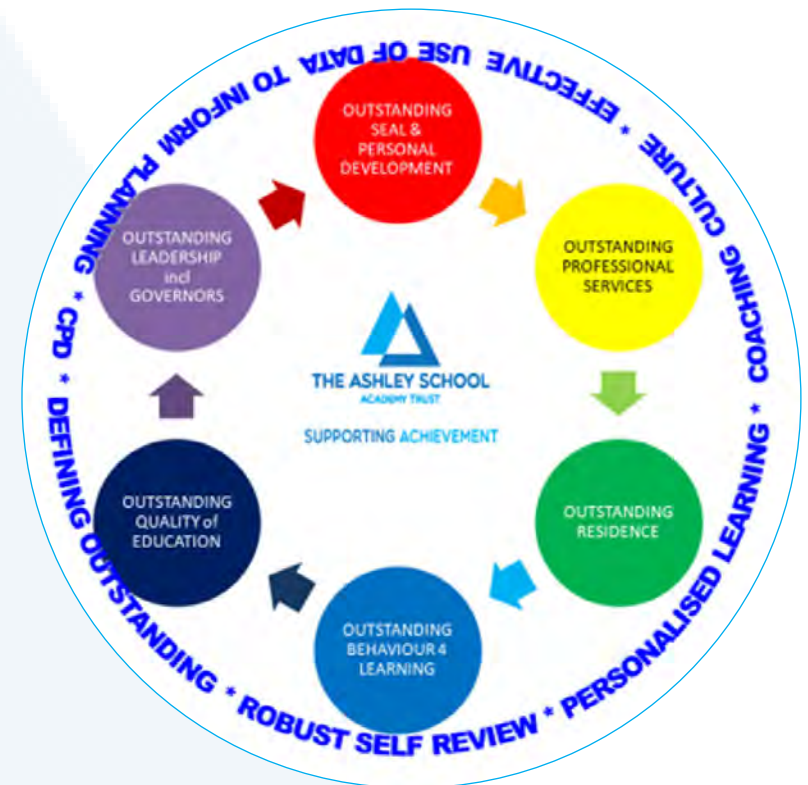 OUTSTANDING
SEAL &
PERSONAL
DEVELOPMENT
OUTSTANDING
PROFESSIONAL
SERVICES
OUTSTANDING
RESIDENCE
OUTSTANDING
BEHAVIOUR 4
LEARNING
OUTSTANDING
QUALITY of
EDUCATION
OUTSTANDING
LEADERSHIP
incl
GOVERNORS
THE ASHLEY SCHOOL
ACADEMY TRUST
SUPPORTING ACHIEVEMENT
DEFINING OUTSTANDING * ROBUST SELF REVIEW * PERSONALISED LEARNING * COACHING CULTURE * EFFECTIVE USE OF DATA TO INFORM PLANNING * CPD *